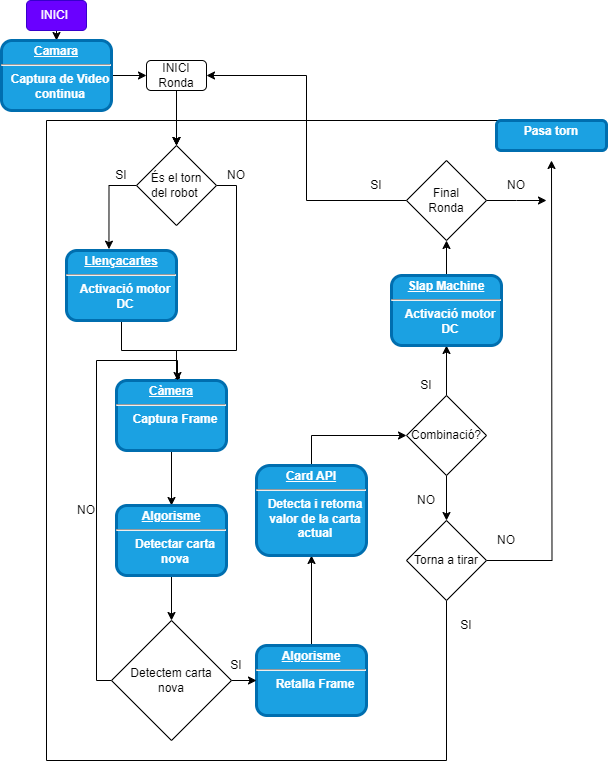 INICI
Camara
Captura de Video
continua
INICI
Ronda
Pasa torn
És el torn
del robot
SI
NO
Final
Ronda
SI
NO
Llençacartes
Activació motor
DC
Slap Machine
Activació motor
DC
SI
Càmera
Captura Frame
Combinació?
NO
Card API
Detecta i retorna
valor de la carta
actual
NO
Algorisme
Detectar carta
nova
Torna a tirar
NO
SI
Detectem carta
nova
SI
Algorisme
Retalla Frame